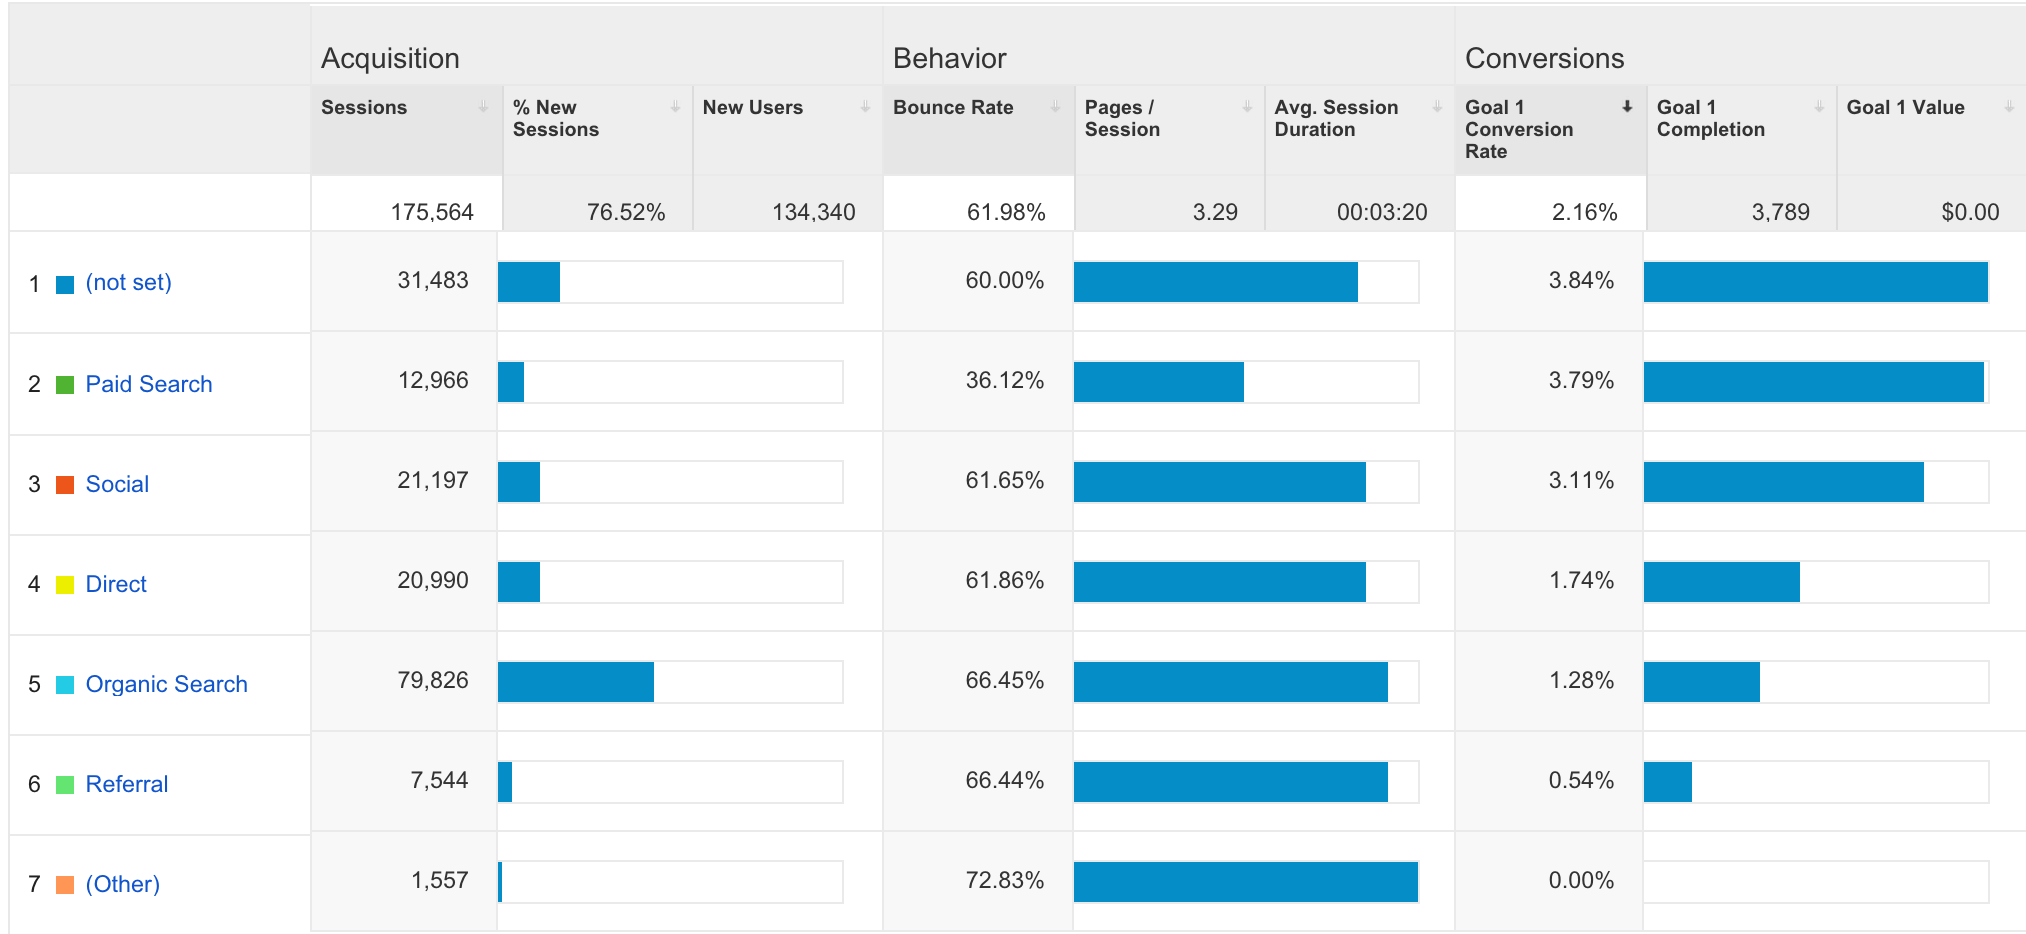 Acquisition Behavior Conversions
Sessions % New Sessions New Users Bounce Rate Pages / Session Avg. Session Duration Goal 1 Conversion Rate Goal 1 Completion Goal 1 Value
175,564 76.52% 134,340 61.98% 3.29 00:03:20 2.16% 3,789 $0.00
1 (not set) 31,483 60.00% 3.84%
2 Paid Search 12,966 36.12% 3.79%
3 Social 21,197 61.65% 3.11%
4 Direct 20,990 61.86% 1.74%
5 Organic Search 79,826 66.45% 1.28%
6 Referral 7,544 66.44% 0.54%
7 (Other) 1,557 72.83% 0.00%